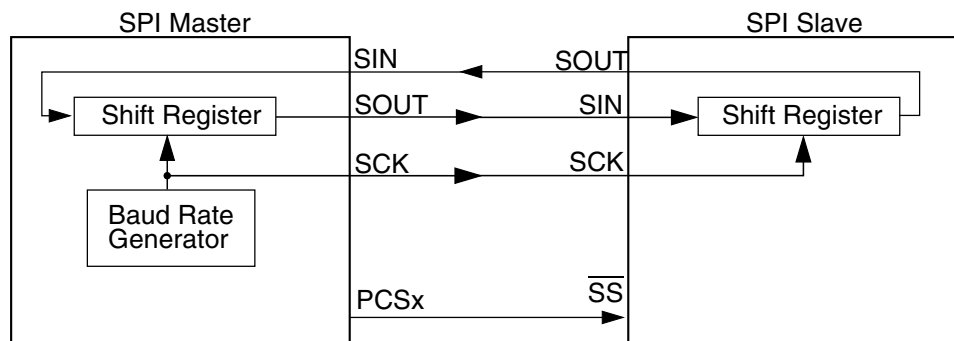 SPI Master
SPI Slave
SIN
SOUT
Shift Register
SOUT
SIN
Shift Register
SCK
SCK
Baud Rate
Generator
PCSx
SS